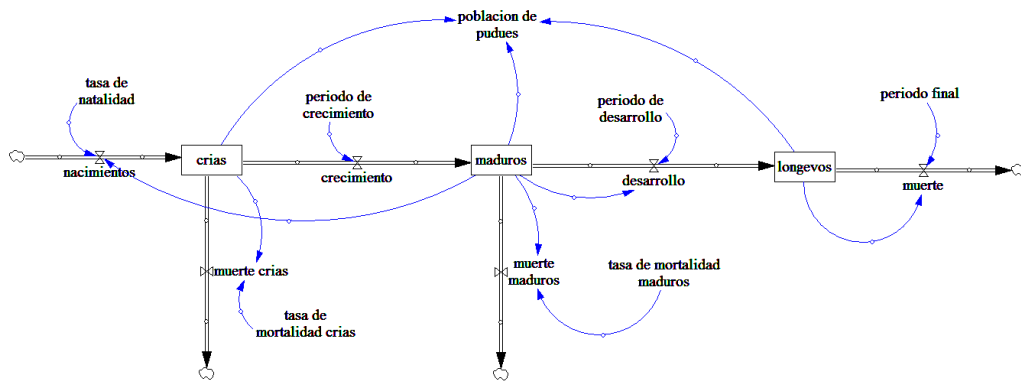 poblacion de
pudues
tasa de
natalidad
periodo de
crecimiento
periodo de
desarrollo
periodo final
nacimientos
crias
crecimiento
maduros
desarrollo
longevos
muerte
muerte crias
muerte
maduros
tasa de mortalidad
maduros
tasa de
mortalidad crias